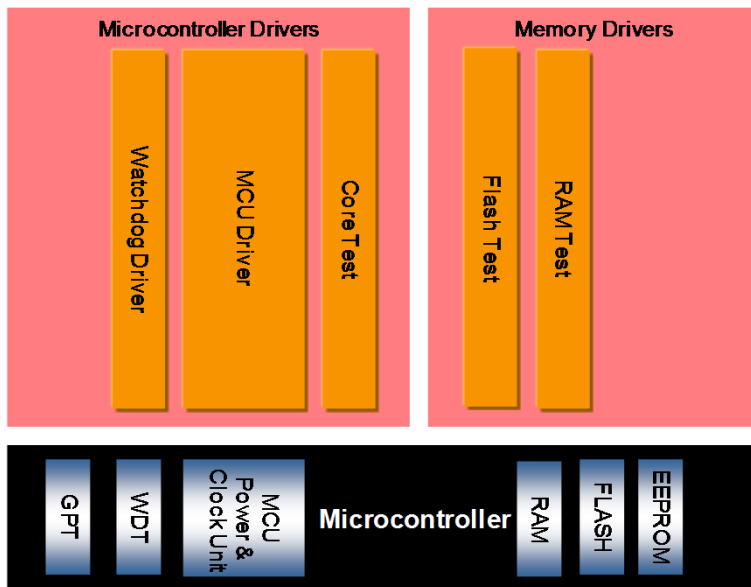 Microcontroller Drivers
Memory Drivers
Watchdog Driver
MCU Driver
Core Test
Flash Test
RAM Test
GPT
WDT
MCU
Power &
Clock Unit
Microcontroller
RAM
FLASH
EEPROM